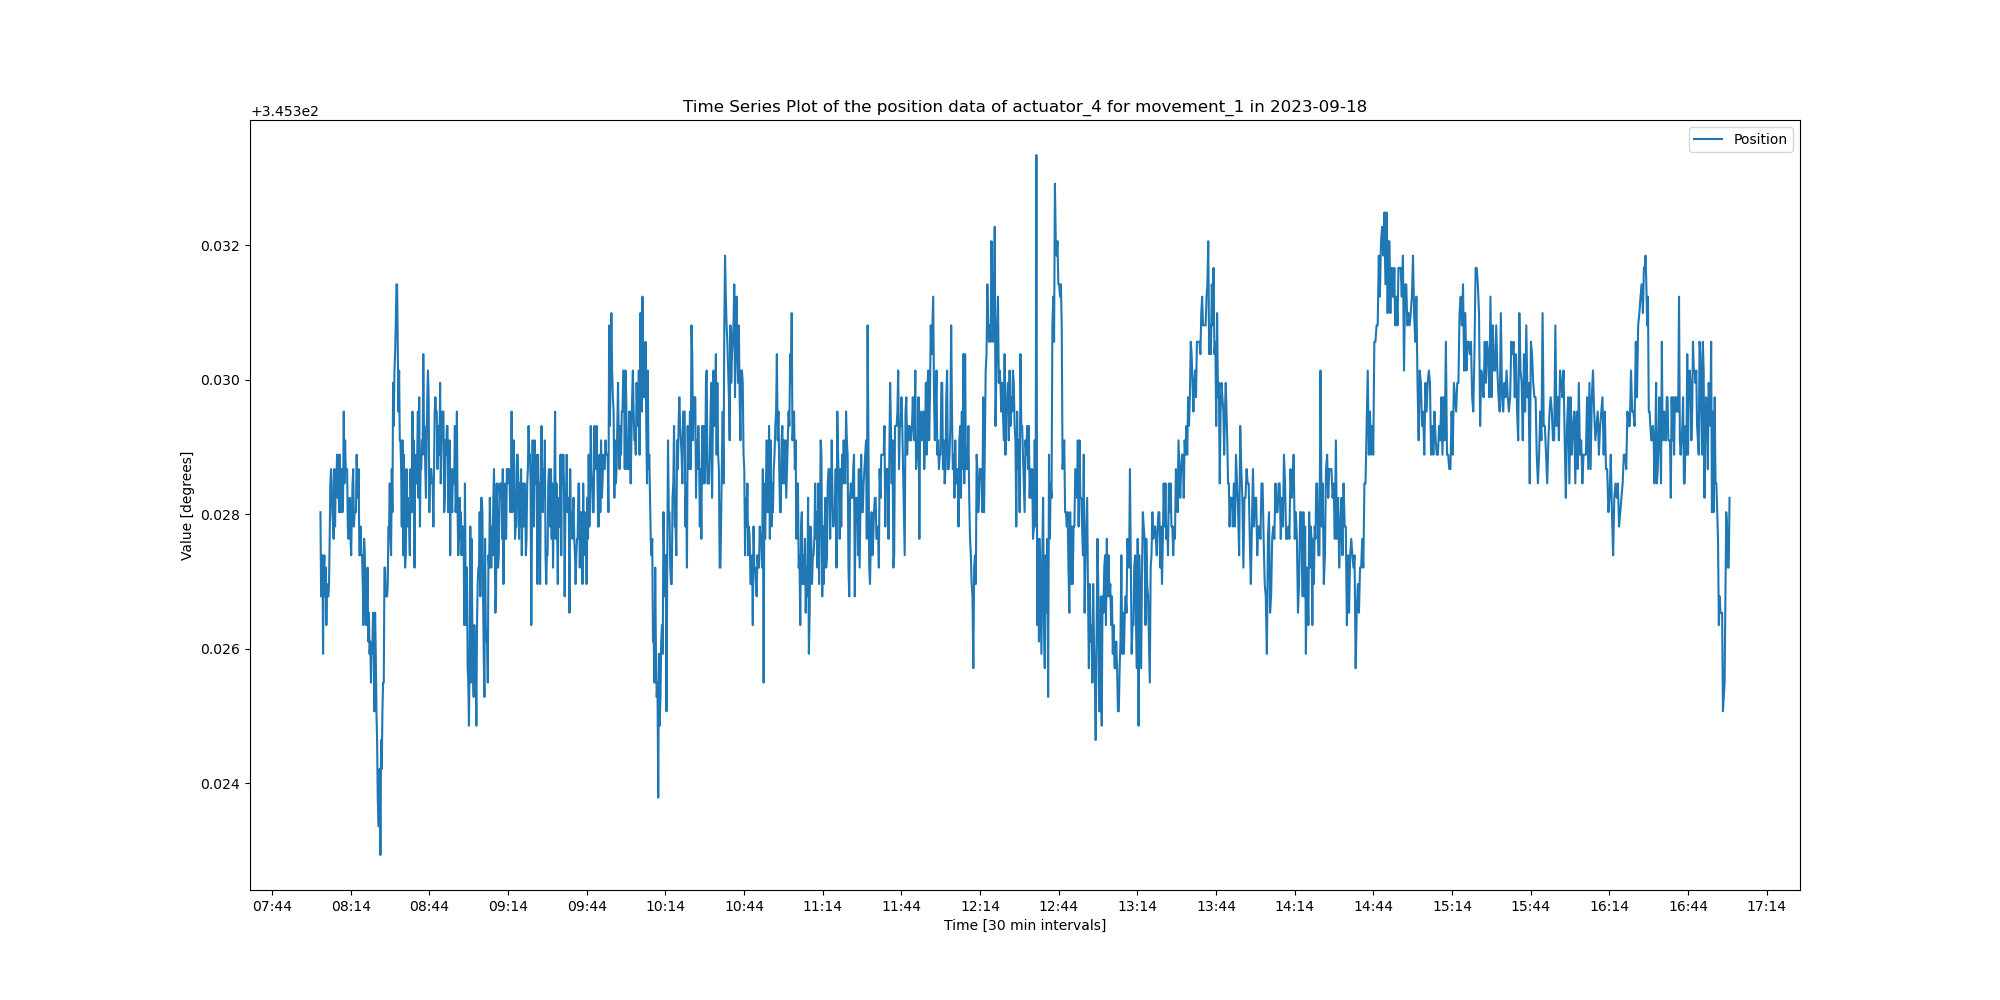 Time Series Plot of the position data of actuator_4 for movement_1 in 2023-09-18
+3.453e2
Position
0.032
0.030
0.028
0.026
0.024
Value [degrees]
07:44 08:14 08:44 09:14 09:44 10:14 10:44 11:14 11:44 12:14 12:44 13:14 13:44 14:14 14:44 15:14 15:44 16:14 16:44 17:14
Time [30 min intervals]